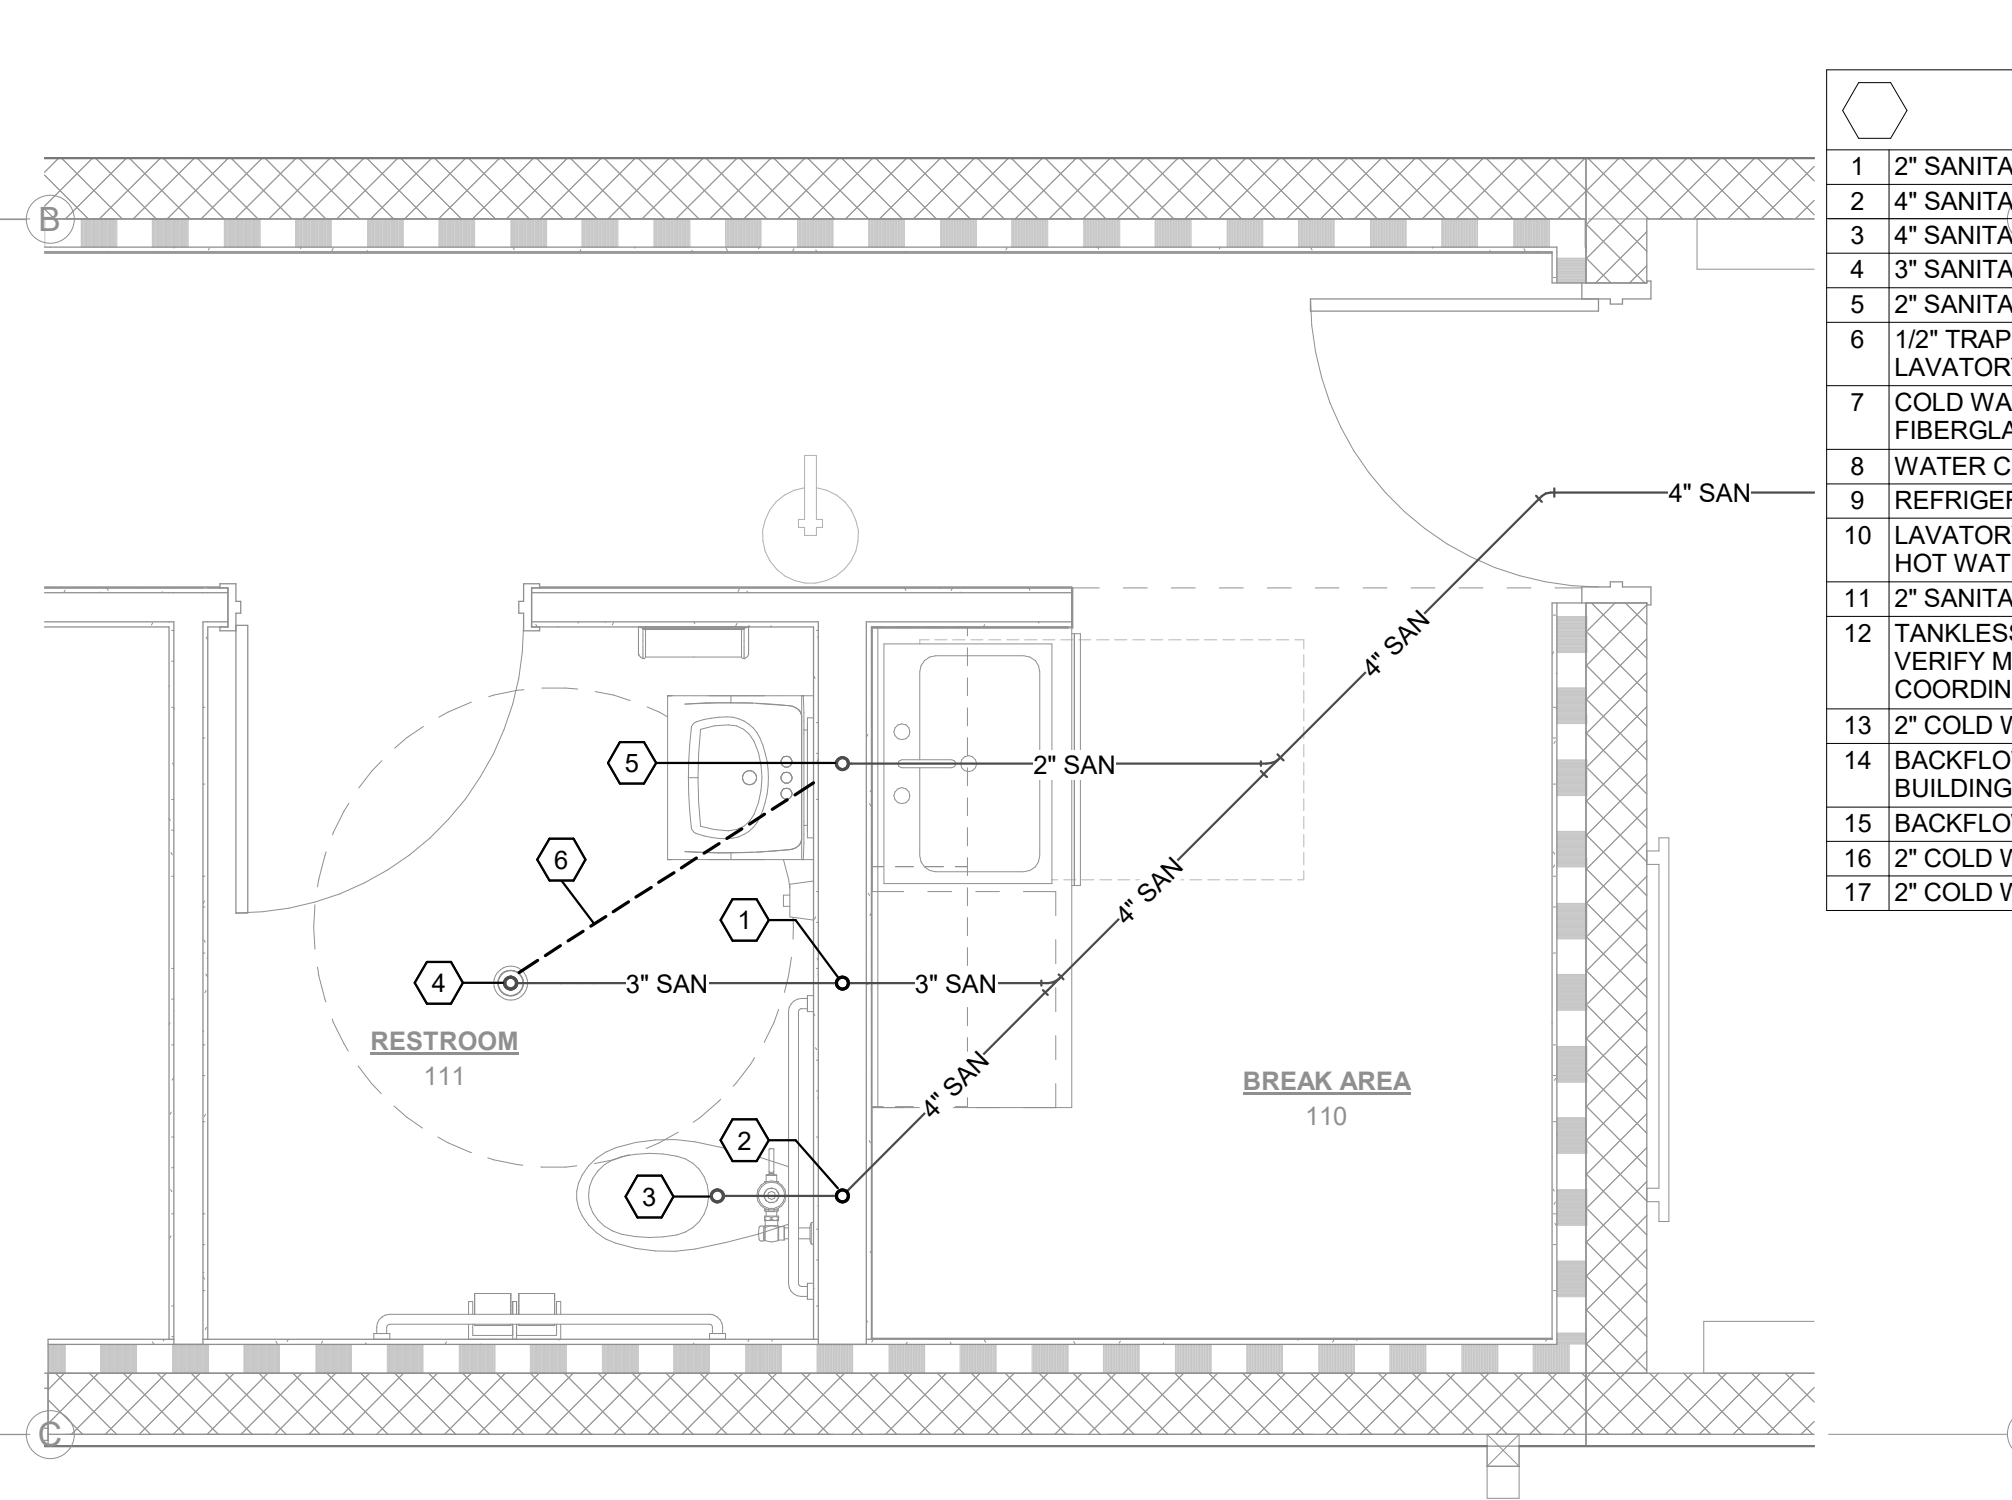 B
C
4" SAN
4" SAN
2" SAN
4" SAN
3" SAN
3" SAN
4" SAN
5
6
1
4
2
3
RESTROOM
111
BREAK AREA
110
1 2" SANITA
2 4" SANITA
3 4" SANITA
4 3" SANITA
5 2" SANITA
6 1/2" TRAP
LAVATOR
7 COLD WA
FIBERGLA
8 WATER C
9 REFRIGER
10 LAVATOR
HOT WAT
11 2" SANITA
12 TANKLESS
VERIFY M
COORDIN
13 2" COLD W
14 BACKFLO
BUILDING
15 BACKFLO
16 2" COLD W
17 2" COLD W